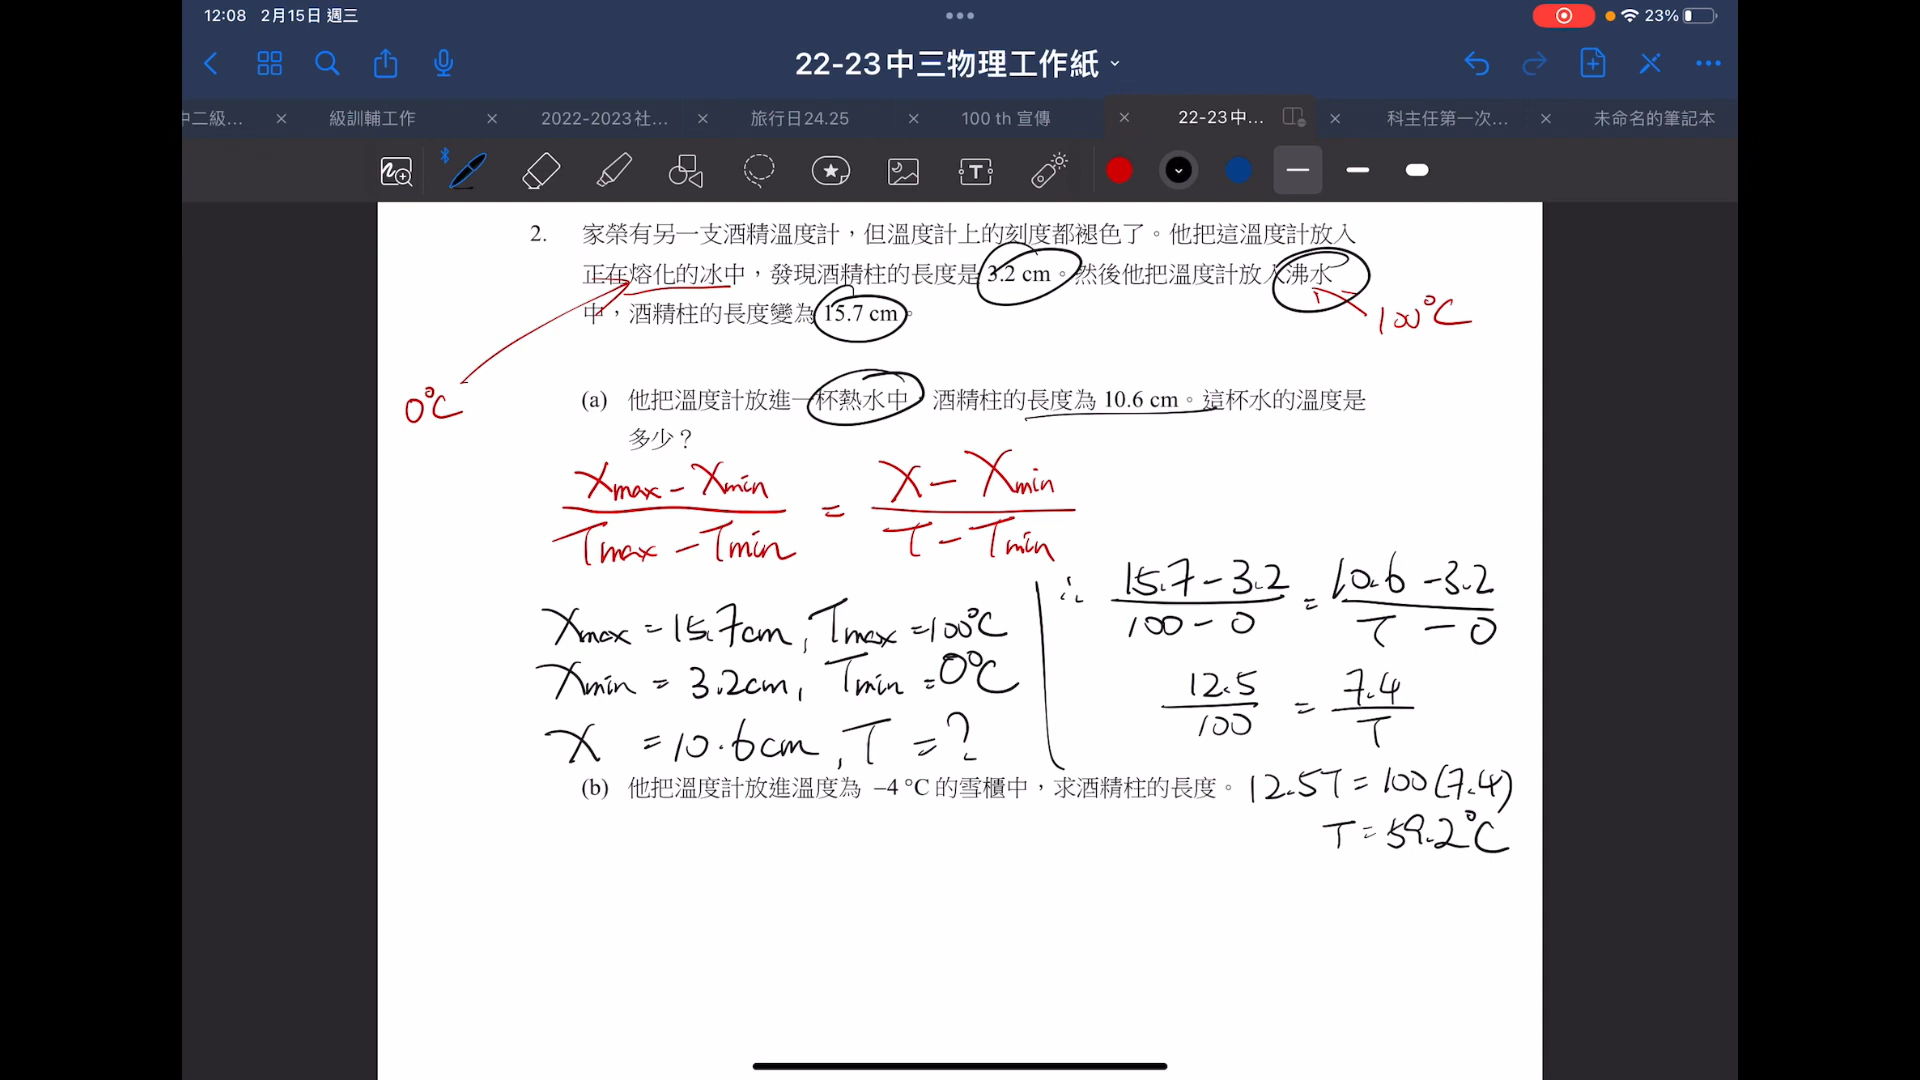 12:08 2月15日 週三
23%
22-23中三物理工作紙
中二級... 級訓輔工作 2022-2023社... 旅行日24.25 100 th 宣傳 22-23中... 科主任第一次... 未命名的筆記本
2. 家榮有另一支酒精溫度計，但溫度計上的刻度都褪色了。他把這溫度計放入
正在熔化的冰中，發現酒精柱的長度是 3.2 cm。然後他把溫度計放入沸水
中，酒精柱的長度變為 15.7 cm。
100°C
0°C
(a) 他把溫度計放進一杯熱水中，酒精柱的長度為 10.6 cm。這杯水的溫度是
多少？
Xmax - Xmin / Tmax - Tmin = X - Xmin / T - Tmin
Xmax = 15.7cm, Tmax = 100°C
Xmin = 3.2cm, Tmin = 0°C
X = 10.6cm, T = ?
∴ 15.7 - 3.2 / 100 - 0 = 10.6 - 3.2 / T - 0
12.5 / 100 = 7.4 / T
12.5T = 100(7.4)
T = 59.2°C
(b) 他把溫度計放進溫度為 −4 °C 的雪櫃中，求酒精柱的長度。